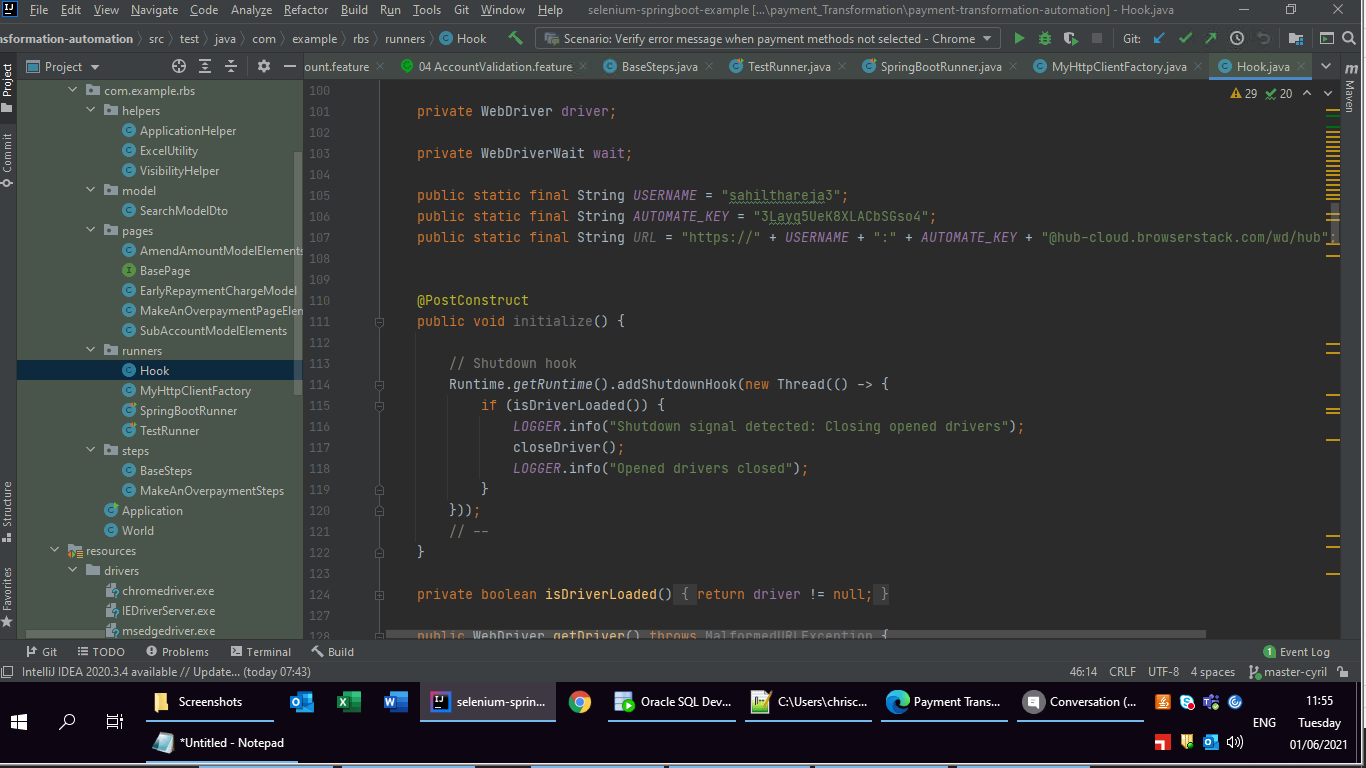 File Edit View Navigate Code Analyze Refactor Build Run Tools Git Window Help selenium-springboot-example [...\payment_Transformation\payment-transformation-automation] - Hook.java
nsformation-automation src test java com example rbs runners Hook Scenario: Verify error message when payment methods not selected - Chrome Git:
Project ount.feature 04 AccountValidation.feature BaseSteps.java TestRunner.java SpringBootRunner.java MyHttpClientFactory.java Hook.java
Project
Commit
Structure
Favorites
Maven
com.example.rbs
helpers
ApplicationHelper
ExcelUtility
VisibilityHelper
model
SearchModelDto
pages
AmendAmountModelElements
BasePage
EarlyRepaymentChargeModel
MakeAnOverpaymentPageElen
SubAccountModelElements
runners
Hook
MyHttpClientFactory
SpringBootRunner
TestRunner
steps
BaseSteps
MakeAnOverpaymentSteps
Application
World
resources
drivers
chromedriver.exe
IEDriverServer.exe
msedgedriver.exe
29 20
100
101 private WebDriver driver;
102
103 private WebDriverWait wait;
104
105 public static final String USERNAME = "sahilthareja3";
106 public static final String AUTOMATE_KEY = "3Layq5UeK8XLACbSGso4";
107 public static final String URL = "https://" + USERNAME + ":" + AUTOMATE_KEY + "@hub-cloud.browserstack.com/wd/hub";
108
109
110 @PostConstruct
111 public void initialize() {
112
113 // Shutdown hook
114 Runtime.getRuntime().addShutdownHook(new Thread(() -> {
115 if (isDriverLoaded()) {
116 LOGGER.info("Shutdown signal detected: Closing opened drivers");
117 closeDriver();
118 LOGGER.info("Opened drivers closed");
119 }
120 }));
121 // --
122 }
123
124 private boolean isDriverLoaded() { return driver != null; }
127
128 public WebDriver getDriver() throws MalformedURLException {
Git TODO Problems Terminal Build 1 Event Log
IntelliJ IDEA 2020.3.4 available // Update... (today 07:43) 46:14 CRLF UTF-8 4 spaces master-cyril
Screenshots selenium-sprin... Oracle SQL Dev... C:\Users\chrisc... Payment Trans... Conversation (... 11:55
ENG Tuesday
*Untitled - Notepad 01/06/2021